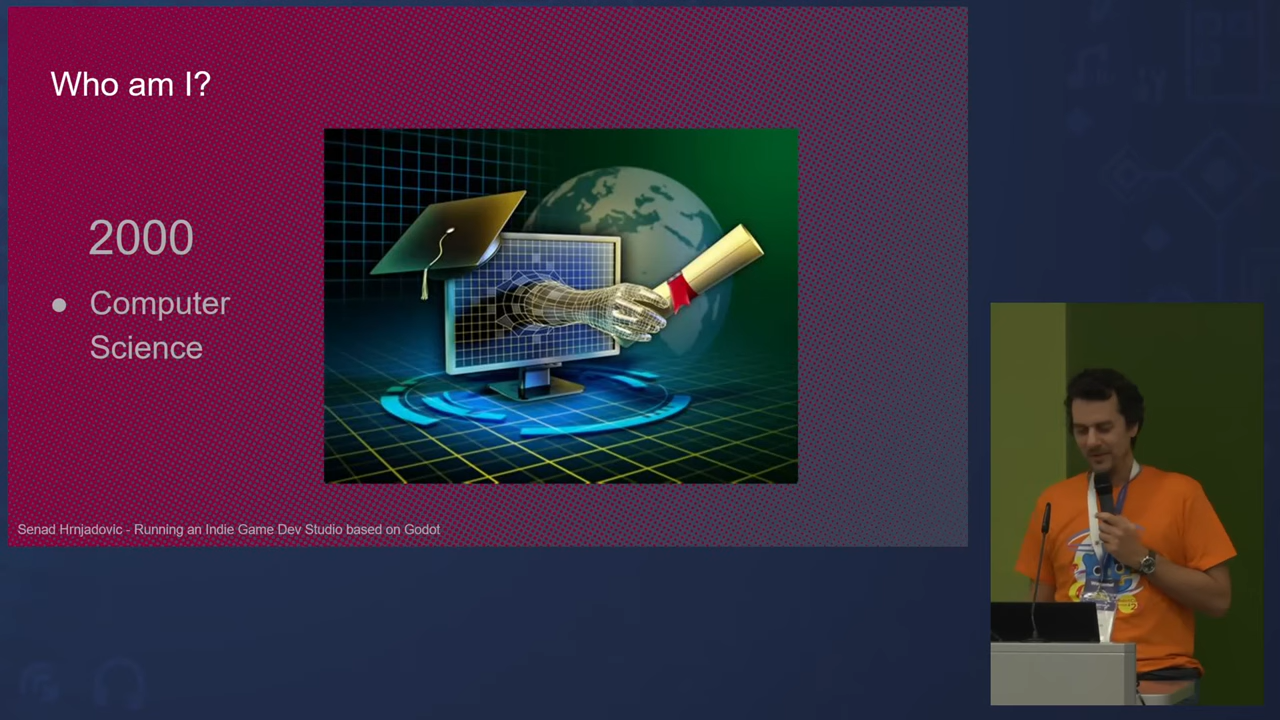 Who am I?
2000
● Computer
Science
Senad Hrnjadovic - Running an Indie Game Dev Studio based on Godot